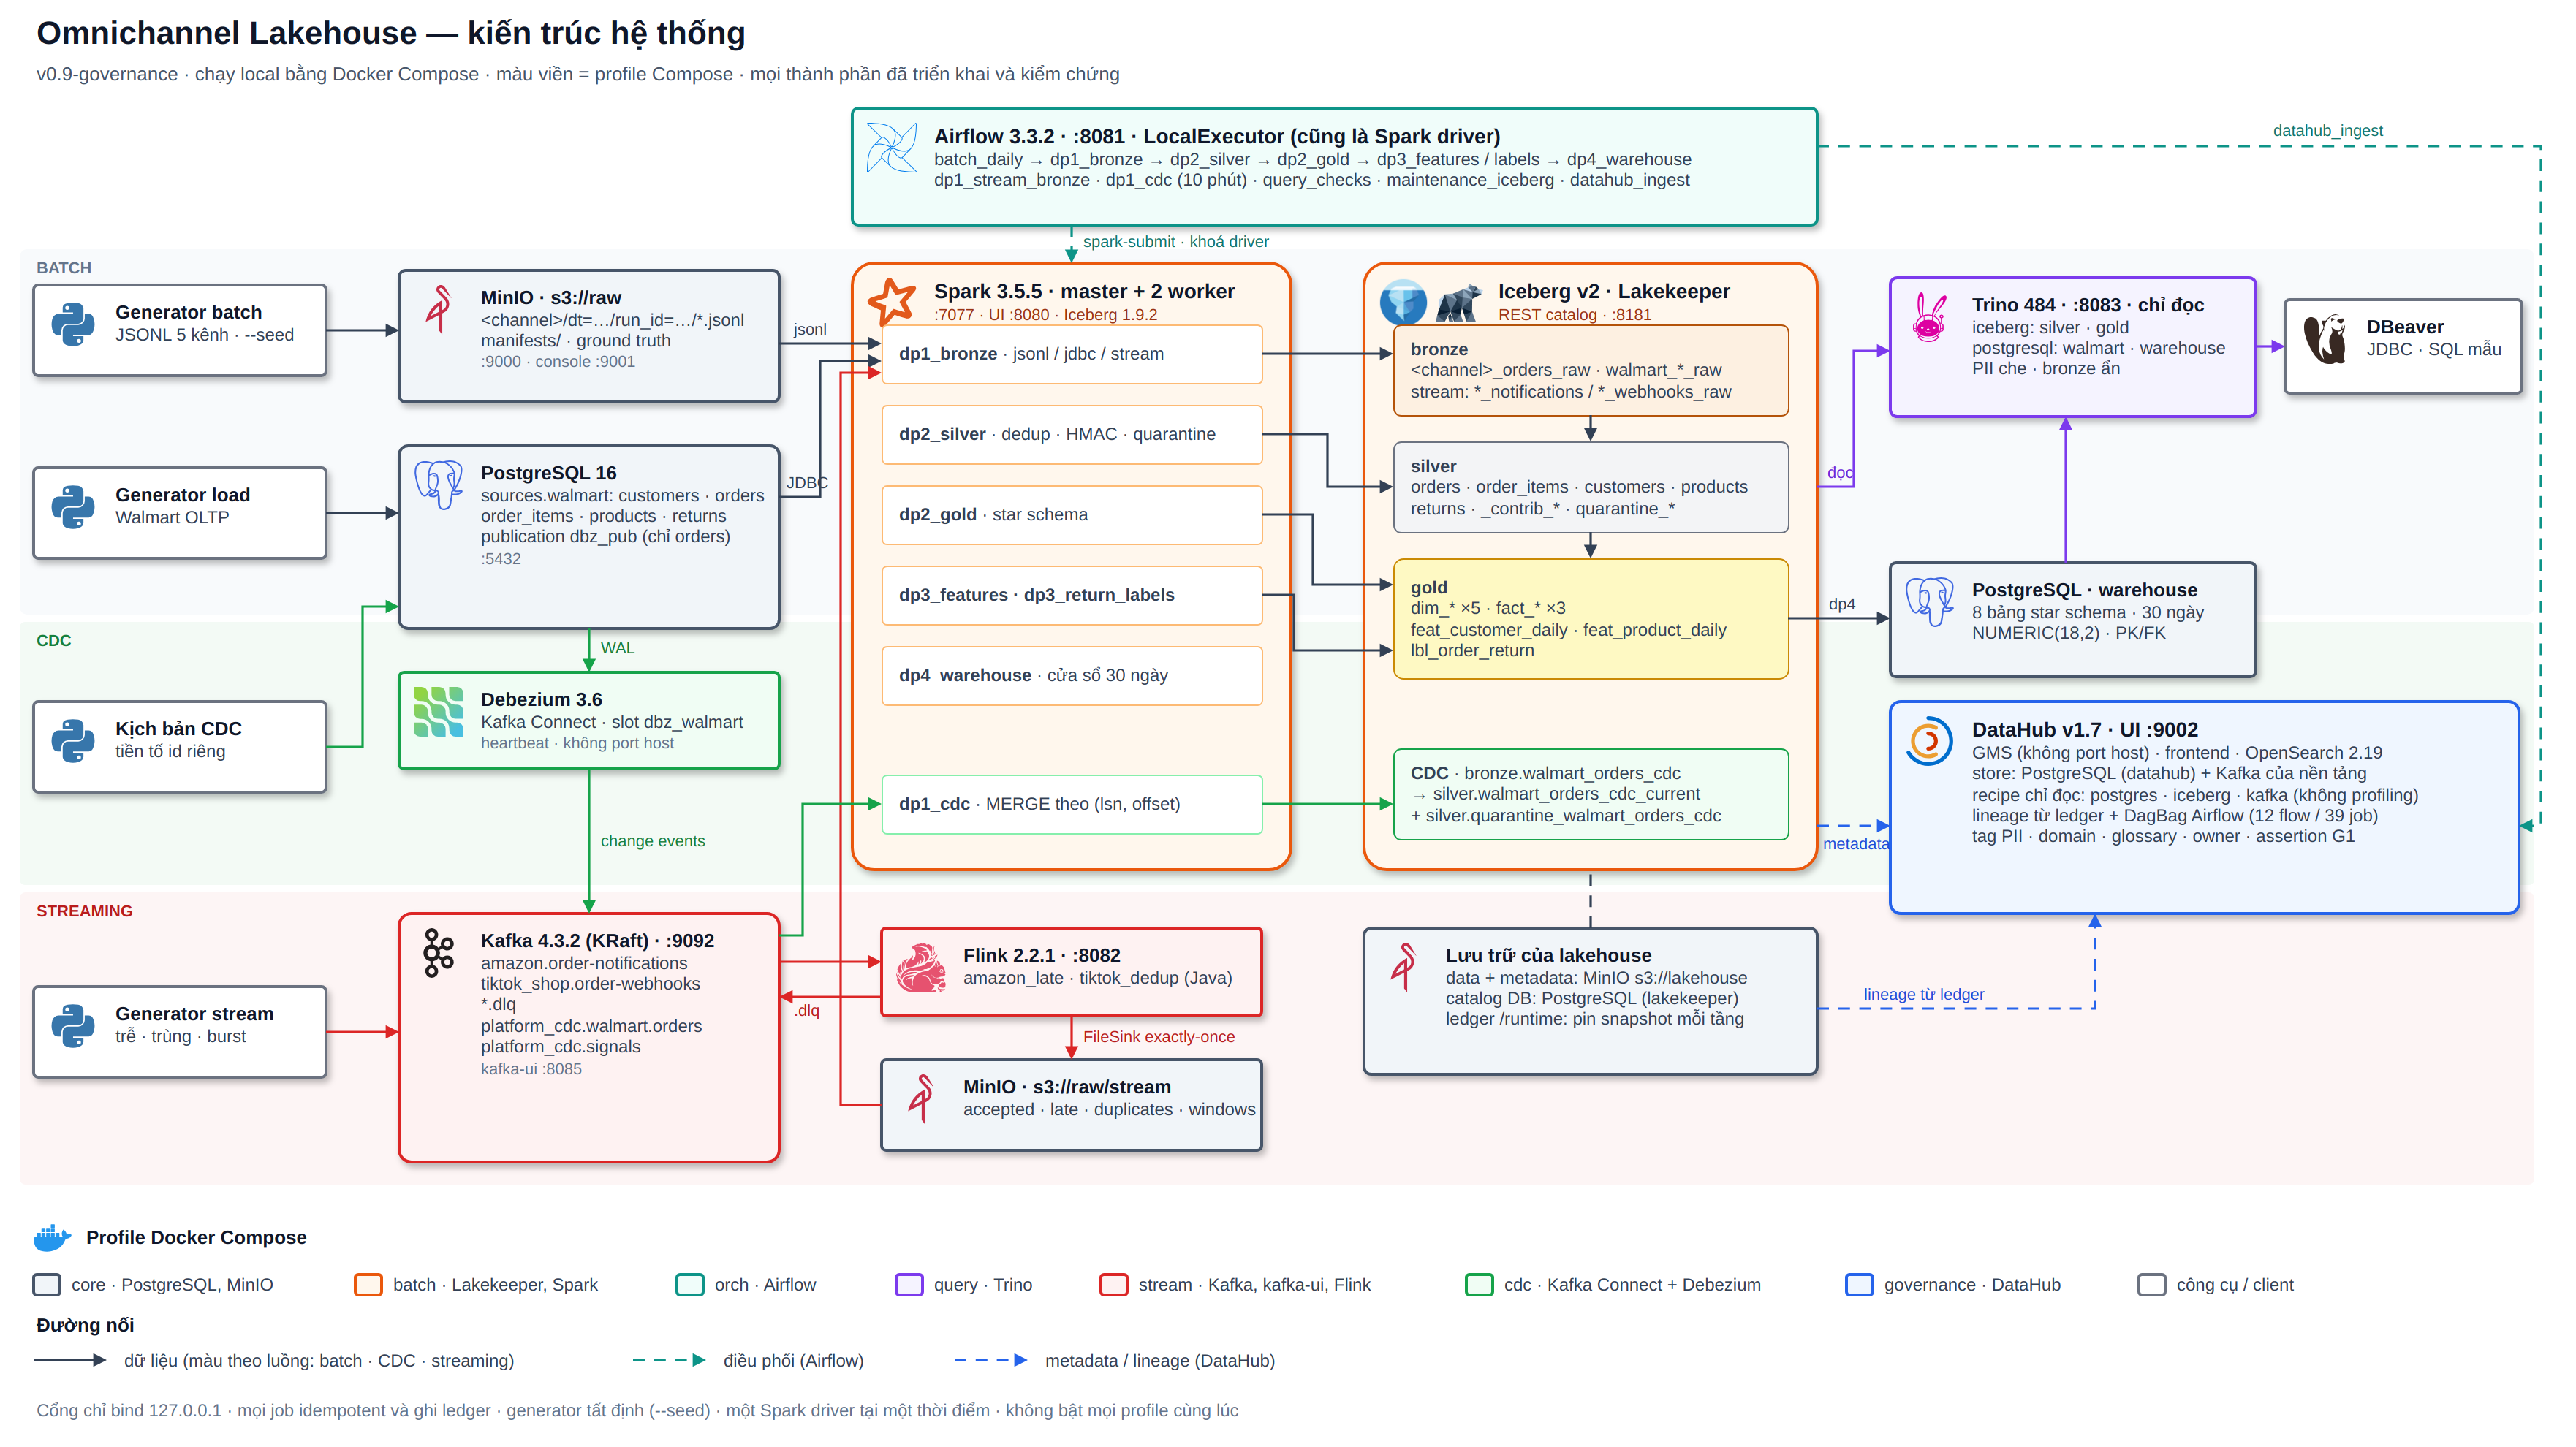 Omnichannel Lakehouse — kiến trúc hệ thống
v0.9-governance · chạy local bằng Docker Compose · màu viền = profile Compose · mọi thành phần đã triển khai và kiểm chứng
Airflow 3.3.2 · :8081 · LocalExecutor (cũng là Spark driver)
batch_daily → dp1_bronze → dp2_silver → dp2_gold → dp3_features / labels → dp4_warehouse
dp1_stream_bronze · dp1_cdc (10 phút) · query_checks · maintenance_iceberg · datahub_ingest
datahub_ingest
spark-submit · khoá driver
BATCH
Generator batch
JSONL 5 kênh · --seed
MinIO · s3://raw
<channel>/dt=…/run_id=…/*.jsonl
manifests/ · ground truth
:9000 · console :9001
jsonl
Generator load
Walmart OLTP
PostgreSQL 16
sources.walmart: customers · orders
order_items · products · returns
publication dbz_pub (chỉ orders)
:5432
JDBC
Spark 3.5.5 · master + 2 worker
:7077 · UI :8080 · Iceberg 1.9.2
dp1_bronze · jsonl / jdbc / stream
dp2_silver · dedup · HMAC · quarantine
dp2_gold · star schema
dp3_features · dp3_return_labels
dp4_warehouse · cửa sổ 30 ngày
dp1_cdc · MERGE theo (lsn, offset)
Iceberg v2 · Lakekeeper
REST catalog · :8181
bronze
<channel>_orders_raw · walmart_*_raw
stream: *_notifications / *_webhooks_raw
silver
orders · order_items · customers · products
returns · _contrib_* · quarantine_*
gold
dim_* ×5 · fact_* ×3
feat_customer_daily · feat_product_daily
lbl_order_return
CDC · bronze.walmart_orders_cdc
→ silver.walmart_orders_cdc_current
+ silver.quarantine_walmart_orders_cdc
đọc
dp4
metadata
Trino 484 · :8083 · chỉ đọc
iceberg: silver · gold
postgresql: walmart · warehouse
PII che · bronze ẩn
DBeaver
JDBC · SQL mẫu
PostgreSQL · warehouse
8 bảng star schema · 30 ngày
NUMERIC(18,2) · PK/FK
DataHub v1.7 · UI :9002
GMS (không port host) · frontend · OpenSearch 2.19
store: PostgreSQL (datahub) + Kafka của nền tảng
recipe chỉ đọc: postgres · iceberg · kafka (không profiling)
lineage từ ledger + DagBag Airflow (12 flow / 39 job)
tag PII · domain · glossary · owner · assertion G1
CDC
Kịch bản CDC
tiền tố id riêng
WAL
Debezium 3.6
Kafka Connect · slot dbz_walmart
heartbeat · không port host
change events
STREAMING
Generator stream
trễ · trùng · burst
Kafka 4.3.2 (KRaft) · :9092
amazon.order-notifications
tiktok_shop.order-webhooks
*.dlq
platform_cdc.walmart.orders
platform_cdc.signals
kafka-ui :8085
.dlq
Flink 2.2.1 · :8082
amazon_late · tiktok_dedup (Java)
FileSink exactly-once
MinIO · s3://raw/stream
accepted · late · duplicates · windows
Lưu trữ của lakehouse
data + metadata: MinIO s3://lakehouse
catalog DB: PostgreSQL (lakekeeper)
ledger /runtime: pin snapshot mỗi tầng
lineage từ ledger
Profile Docker Compose
core · PostgreSQL, MinIO
batch · Lakekeeper, Spark
orch · Airflow
query · Trino
stream · Kafka, kafka-ui, Flink
cdc · Kafka Connect + Debezium
governance · DataHub
công cụ / client
Đường nối
dữ liệu (màu theo luồng: batch · CDC · streaming)
điều phối (Airflow)
metadata / lineage (DataHub)
Cổng chỉ bind 127.0.0.1 · mọi job idempotent và ghi ledger · generator tất định (--seed) · một Spark driver tại một thời điểm · không bật mọi profile cùng lúc